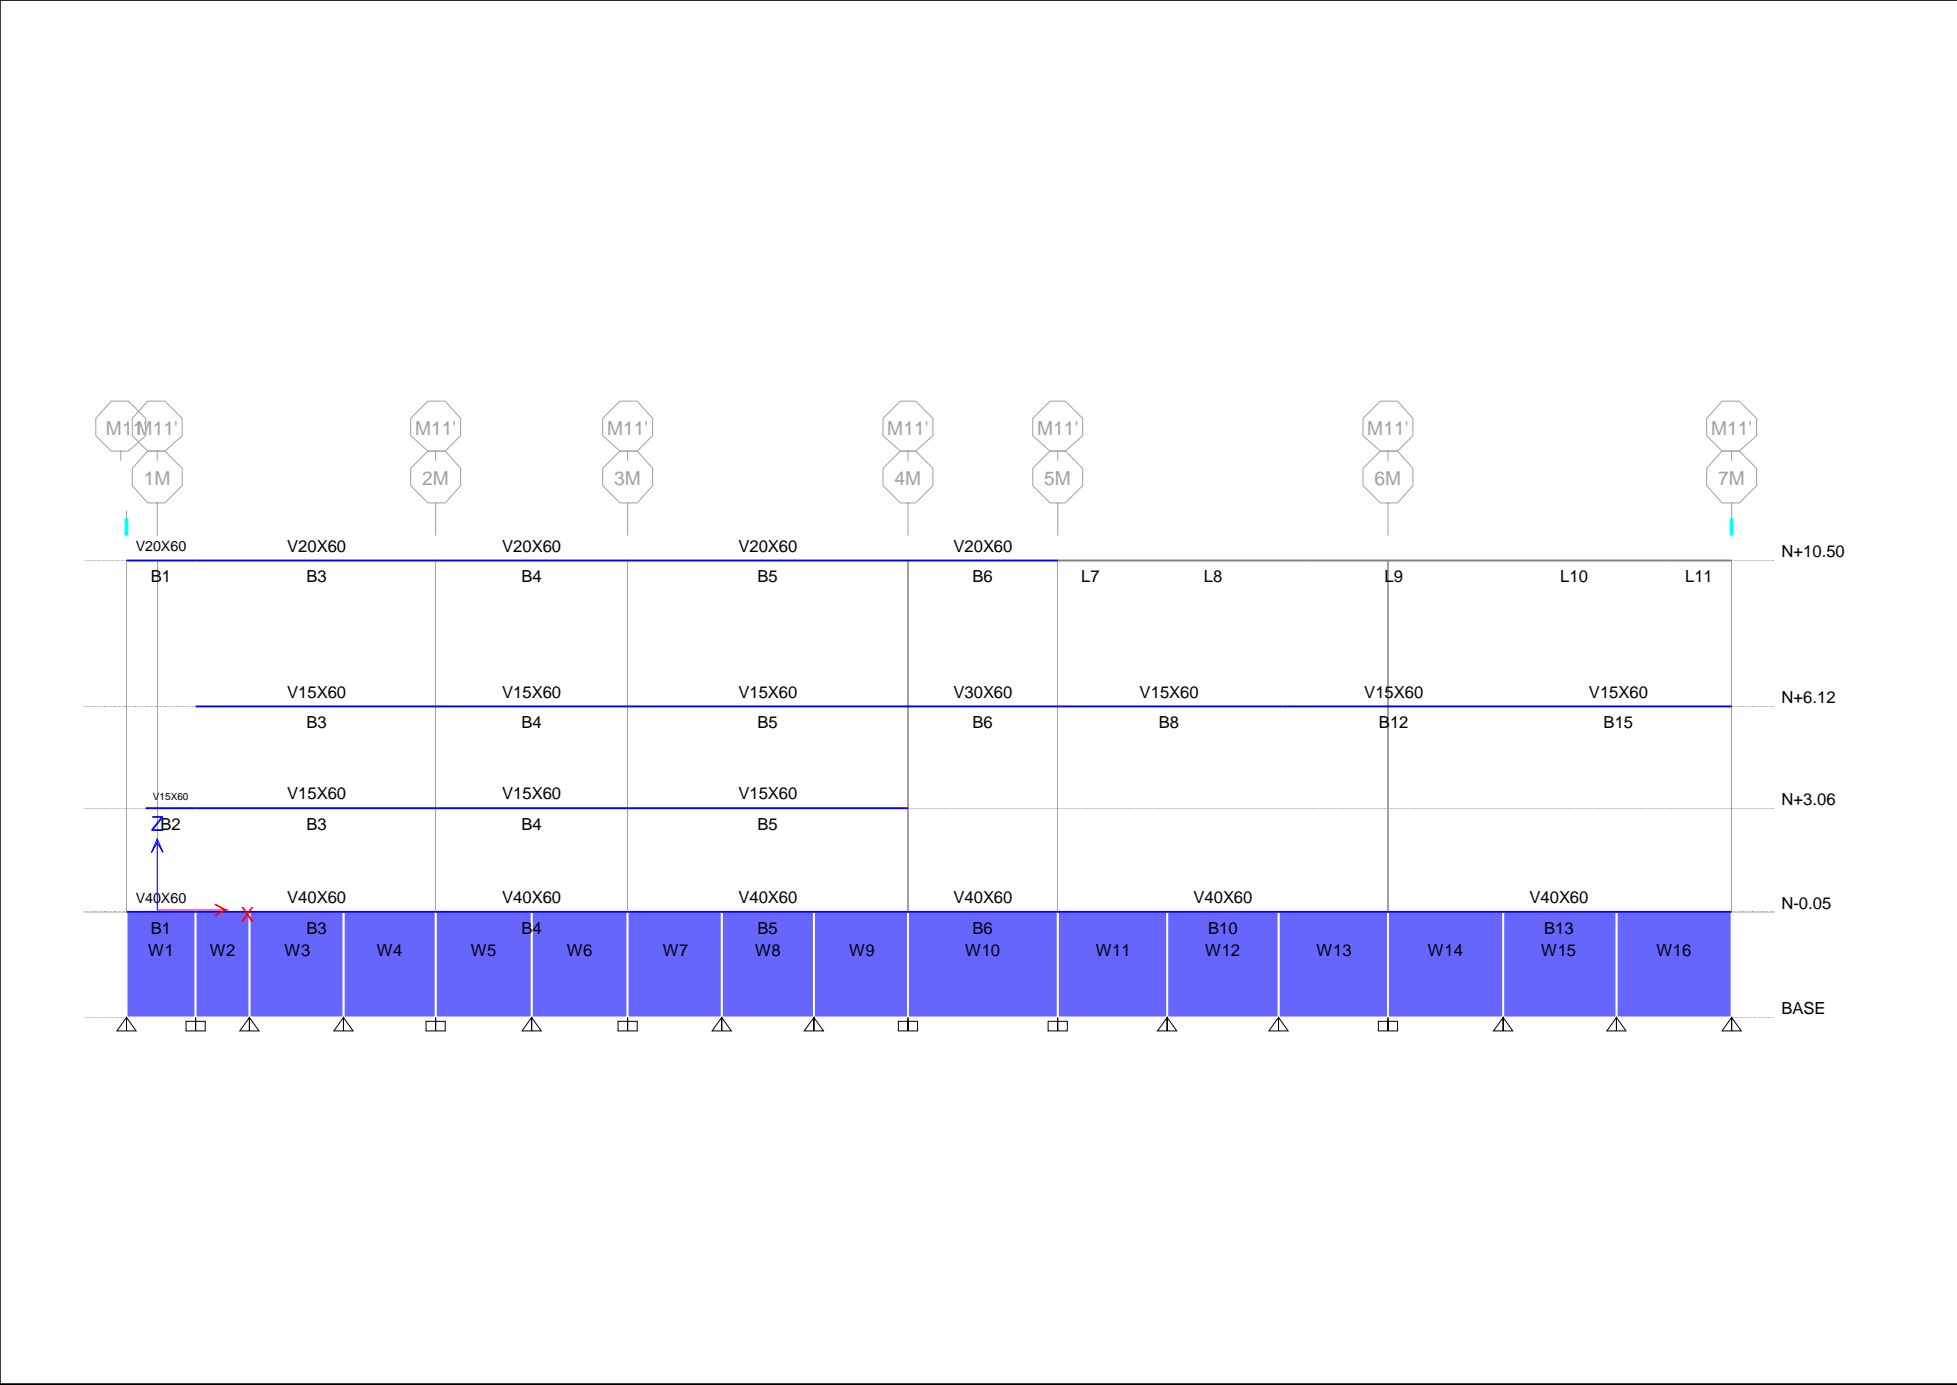 M11' M11' M11' M11' M11' M11' M11' M11'
1M 2M 3M 4M 5M 6M 7M
V20X60 V20X60 V20X60 V20X60 V20X60 N+10.50
B1 B3 B4 B5 B6 L7 L8 L9 L10 L11
V15X60 V15X60 V15X60 V30X60 V15X60 V15X60 V15X60 N+6.12
B3 B4 B5 B6 B8 B12 B15
V15X60 V15X60 V15X60 V15X60 N+3.06
Z B2 B3 B4 B5
V40X60 V40X60 V40X60 V40X60 V40X60 V40X60 V40X60 N-0.05
X
B1 B3 B4 B5 B6 B10 B13
W1 W2 W3 W4 W5 W6 W7 W8 W9 W10 W11 W12 W13 W14 W15 W16
BASE